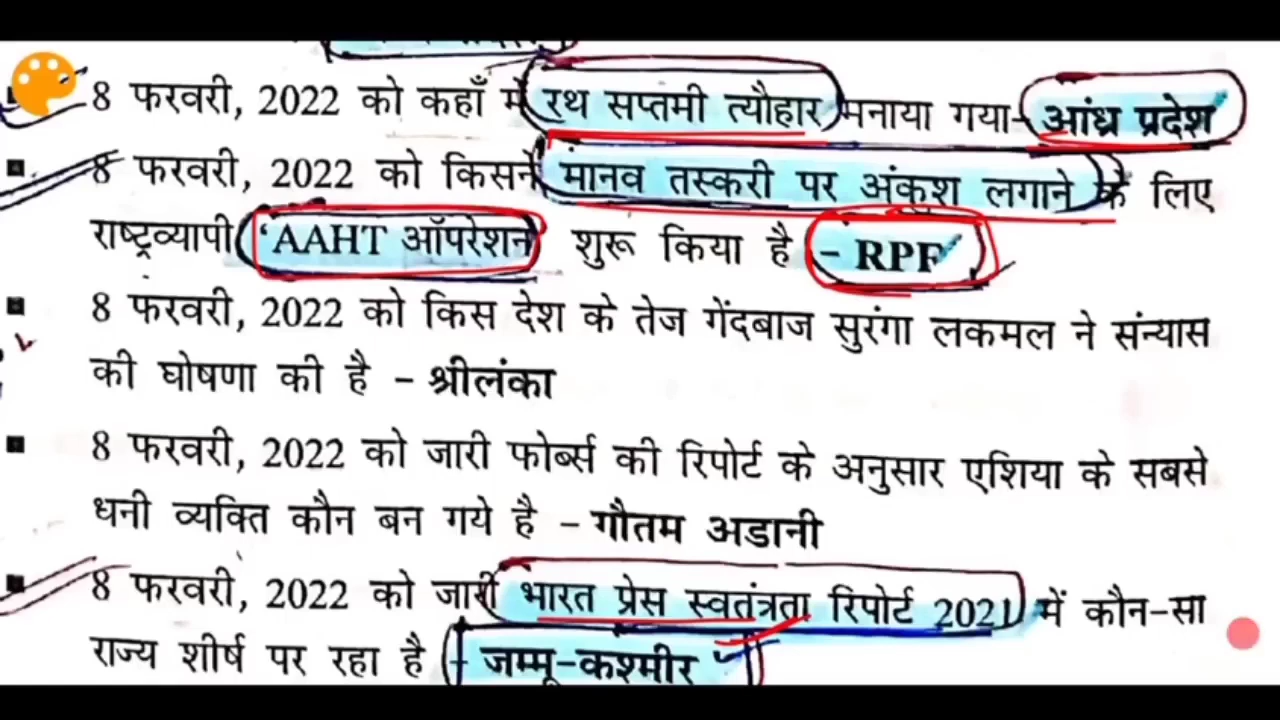 8 फरवरी, 2022 को कहाँ में रथ सप्तमी त्यौहार मनाया गया- आंध्र प्रदेश
8 फरवरी, 2022 को किसने मानव तस्करी पर अंकुश लगाने के लिए
राष्ट्रव्यापी 'AAHT ऑपरेशन' शुरू किया है - RPF
8 फरवरी, 2022 को किस देश के तेज गेंदबाज सुरंगा लकमल ने संन्यास
की घोषणा की है - श्रीलंका
8 फरवरी, 2022 को जारी फोर्ब्स की रिपोर्ट के अनुसार एशिया के सबसे
धनी व्यक्ति कौन बन गये है - गौतम अडानी
8 फरवरी, 2022 को जारी भारत प्रेस स्वतंत्रता रिपोर्ट 2021 में कौन-सा
राज्य शीर्ष पर रहा है - जम्मू-कश्मीर